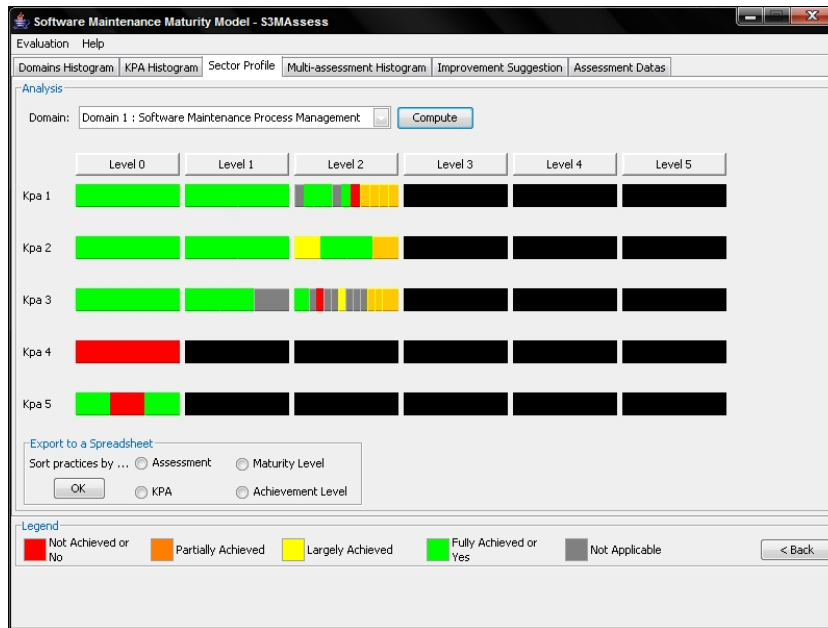 Software Maintenance Maturity Model - S3MAssess
Evaluation Help
Domains Histogram KPA Histogram Sector Profile Multi-assessment Histogram Improvement Suggestion Assessment Datas
Analysis
Domain: Domain 1 : Software Maintenance Process Management Compute
Level 0 Level 1 Level 2 Level 3 Level 4 Level 5
Kpa 1
Kpa 2
Kpa 3
Kpa 4
Kpa 5
Export to a Spreadsheet
Sort practices by ... Assessment Maturity Level
OK KPA Achievement Level
Legend
Not Achieved or No Partially Achieved Largely Achieved Fully Achieved or Yes Not Applicable < Back